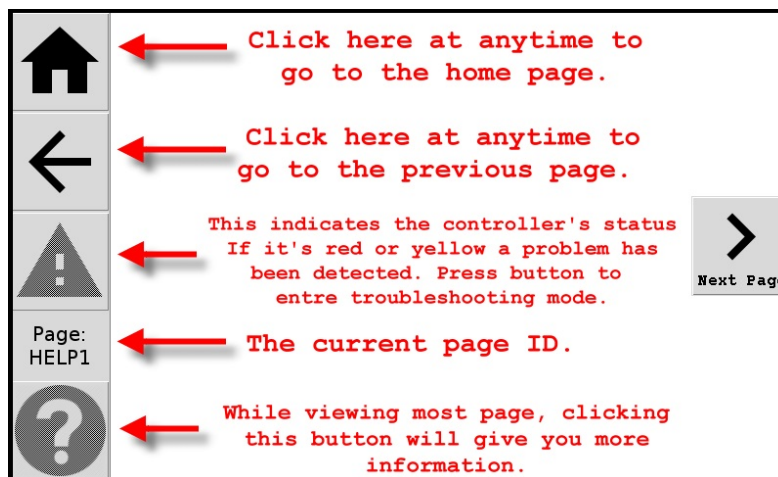 Click here at anytime to
go to the home page.
Click here at anytime to
go to the previous page.
This indicates the controller's status
If it's red or yellow a problem has
been detected. Press button to
entre troubleshooting mode.
Next Page
Page:
HELP1
The current page ID.
While viewing most page, clicking
this button will give you more
information.